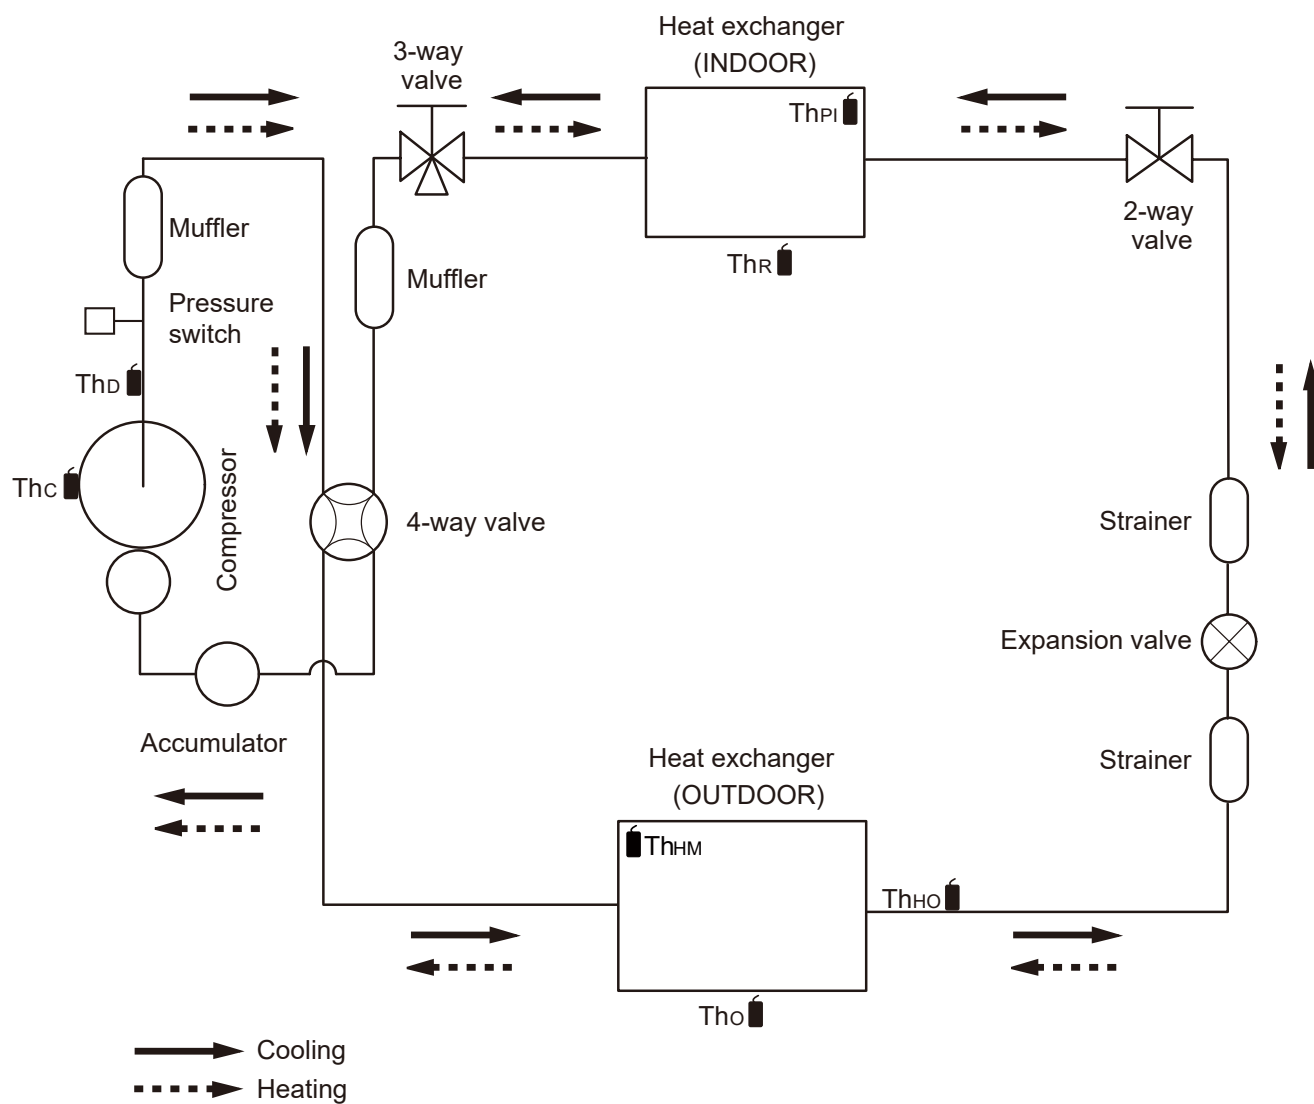 Heat exchanger
(INDOOR)
3-way
valve
ThPI
Muffler
2-way
valve
ThR
Muffler
Pressure
switch
ThD
Compressor
ThC
4-way valve
Strainer
Expansion valve
Accumulator
Heat exchanger
(OUTDOOR)
Strainer
ThHM
ThHO
ThO
Cooling
Heating